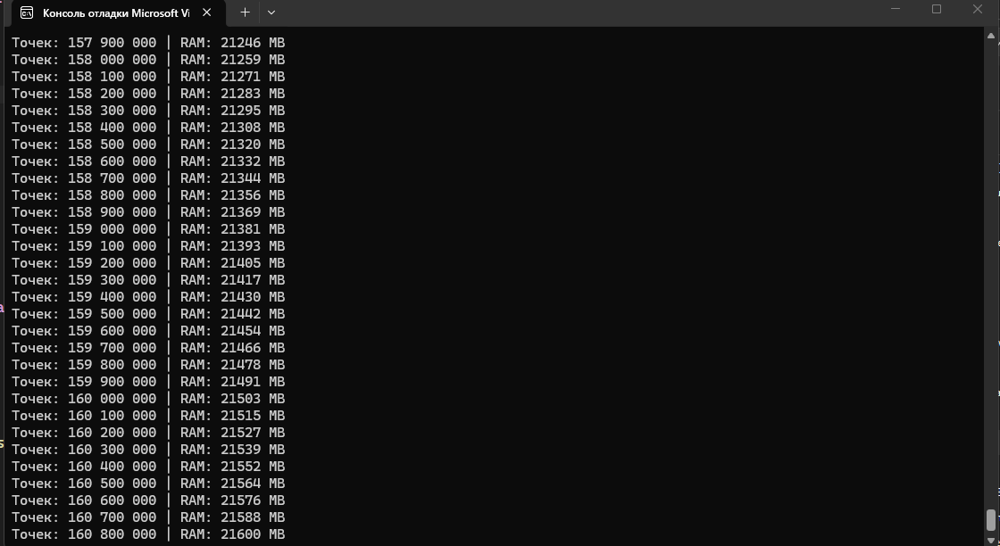 Консоль отладки Microsoft Vi
Точек: 157 900 000 | RAM: 21246 MB
Точек: 158 000 000 | RAM: 21259 MB
Точек: 158 100 000 | RAM: 21271 MB
Точек: 158 200 000 | RAM: 21283 MB
Точек: 158 300 000 | RAM: 21295 MB
Точек: 158 400 000 | RAM: 21308 MB
Точек: 158 500 000 | RAM: 21320 MB
Точек: 158 600 000 | RAM: 21332 MB
Точек: 158 700 000 | RAM: 21344 MB
Точек: 158 800 000 | RAM: 21356 MB
Точек: 158 900 000 | RAM: 21369 MB
Точек: 159 000 000 | RAM: 21381 MB
Точек: 159 100 000 | RAM: 21393 MB
Точек: 159 200 000 | RAM: 21405 MB
Точек: 159 300 000 | RAM: 21417 MB
Точек: 159 400 000 | RAM: 21430 MB
Точек: 159 500 000 | RAM: 21442 MB
Точек: 159 600 000 | RAM: 21454 MB
Точек: 159 700 000 | RAM: 21466 MB
Точек: 159 800 000 | RAM: 21478 MB
Точек: 159 900 000 | RAM: 21491 MB
Точек: 160 000 000 | RAM: 21503 MB
Точек: 160 100 000 | RAM: 21515 MB
Точек: 160 200 000 | RAM: 21527 MB
Точек: 160 300 000 | RAM: 21539 MB
Точек: 160 400 000 | RAM: 21552 MB
Точек: 160 500 000 | RAM: 21564 MB
Точек: 160 600 000 | RAM: 21576 MB
Точек: 160 700 000 | RAM: 21588 MB
Точек: 160 800 000 | RAM: 21600 MB